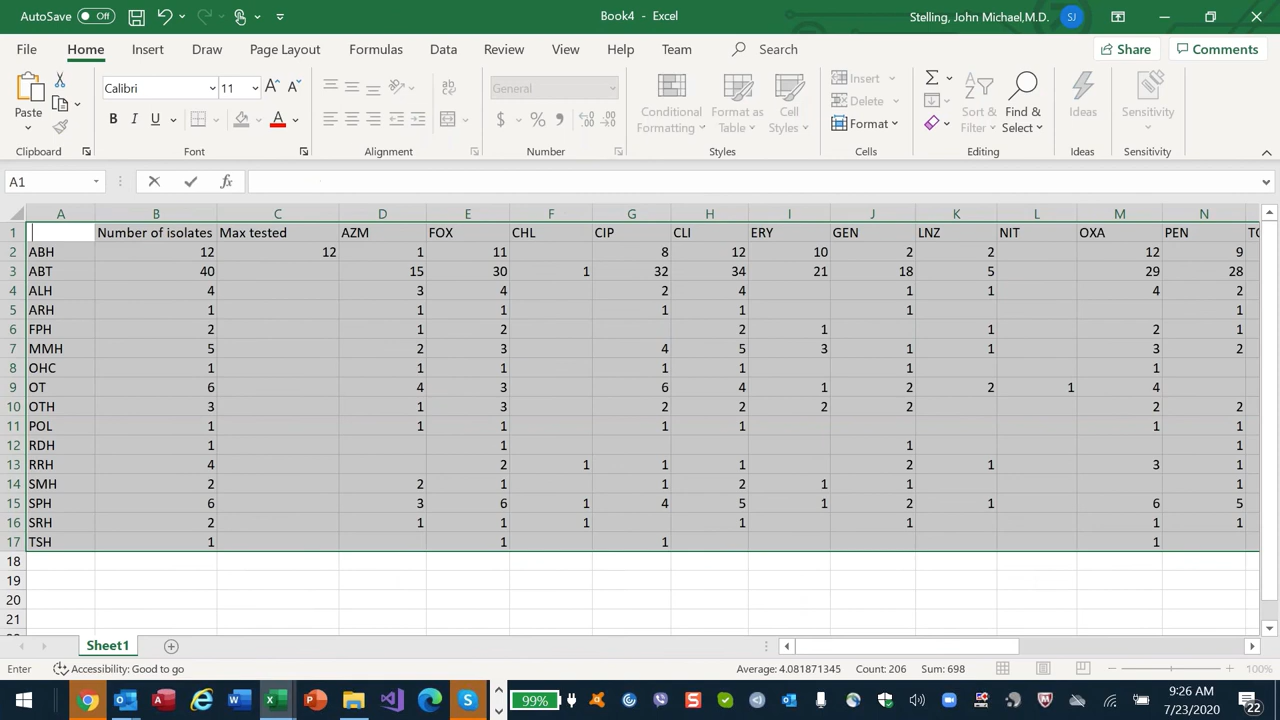 AutoSave Off Book4 - Excel Stelling, John Michael,M.D. SJ
File Home Insert Draw Page Layout Formulas Data Review View Help Team Search Share Comments
Paste Calibri 11 General Conditional Formatting Format as Table Cell Styles Insert Delete Format Sort & Filter Find & Select Ideas Sensitivity
Clipboard Font Alignment Number Styles Cells Editing Ideas Sensitivity
A1
A B C D E F G H I J K L M N
1 Number of isolates Max tested AZM FOX CHL CIP CLI ERY GEN LNZ NIT OXA PEN TO
2 ABH 12 12 1 11 8 12 10 2 2 12 9
3 ABT 40 15 30 1 32 34 21 18 5 29 28
4 ALH 4 3 4 2 4 1 1 4 2
5 ARH 1 1 1 1 1 1 1
6 FPH 2 1 2 2 1 1 2 1
7 MMH 5 2 3 4 5 3 1 1 3 2
8 OHC 1 1 1 1 1 1 1
9 OT 6 4 3 6 4 1 2 2 1 4
10 OTH 3 1 3 2 2 2 2 2 2
11 POL 1 1 1 1 1 1 1
12 RDH 1 1 1 1
13 RRH 4 2 1 1 1 2 1 3 1
14 SMH 2 2 1 1 2 1 1 1
15 SPH 6 3 6 1 4 5 1 2 1 6 5
16 SRH 2 1 1 1 1 1 1 1
17 TSH 1 1 1 1
18
19
20
21
Sheet1
Enter Accessibility: Good to go Average: 4.081871345 Count: 206 Sum: 698 100%
99% 9:26 AM
7/23/2020 22